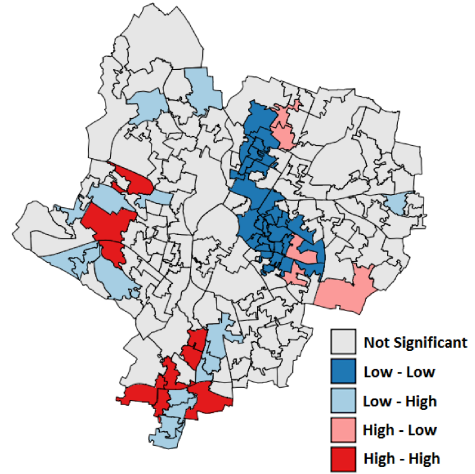 Not Significant
Low - Low
Low - High
High - Low
High - High